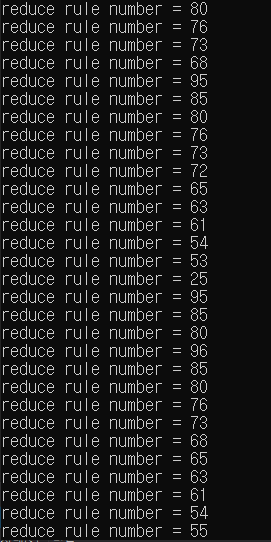 reduce rule number = 80
reduce rule number = 76
reduce rule number = 73
reduce rule number = 68
reduce rule number = 95
reduce rule number = 85
reduce rule number = 80
reduce rule number = 76
reduce rule number = 73
reduce rule number = 72
reduce rule number = 65
reduce rule number = 63
reduce rule number = 61
reduce rule number = 54
reduce rule number = 53
reduce rule number = 25
reduce rule number = 95
reduce rule number = 85
reduce rule number = 80
reduce rule number = 96
reduce rule number = 85
reduce rule number = 80
reduce rule number = 76
reduce rule number = 73
reduce rule number = 68
reduce rule number = 65
reduce rule number = 63
reduce rule number = 61
reduce rule number = 54
reduce rule number = 55